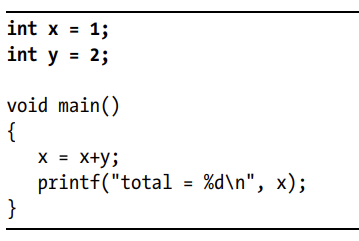 int x = 1;
int y = 2;

void main()
{
   x = x+y;
   printf("total = %d\n", x);
}